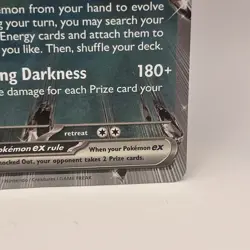 mon from your hand to evolve
g your turn, you may search your
Energy cards and attach them to
you like. Then, shuffle your deck.
ng Darkness 180+
e damage for each Prize card your
retreat
okémon ex rule When your Pokémon ex
nocked Out, your opponent takes 2 Prize cards.